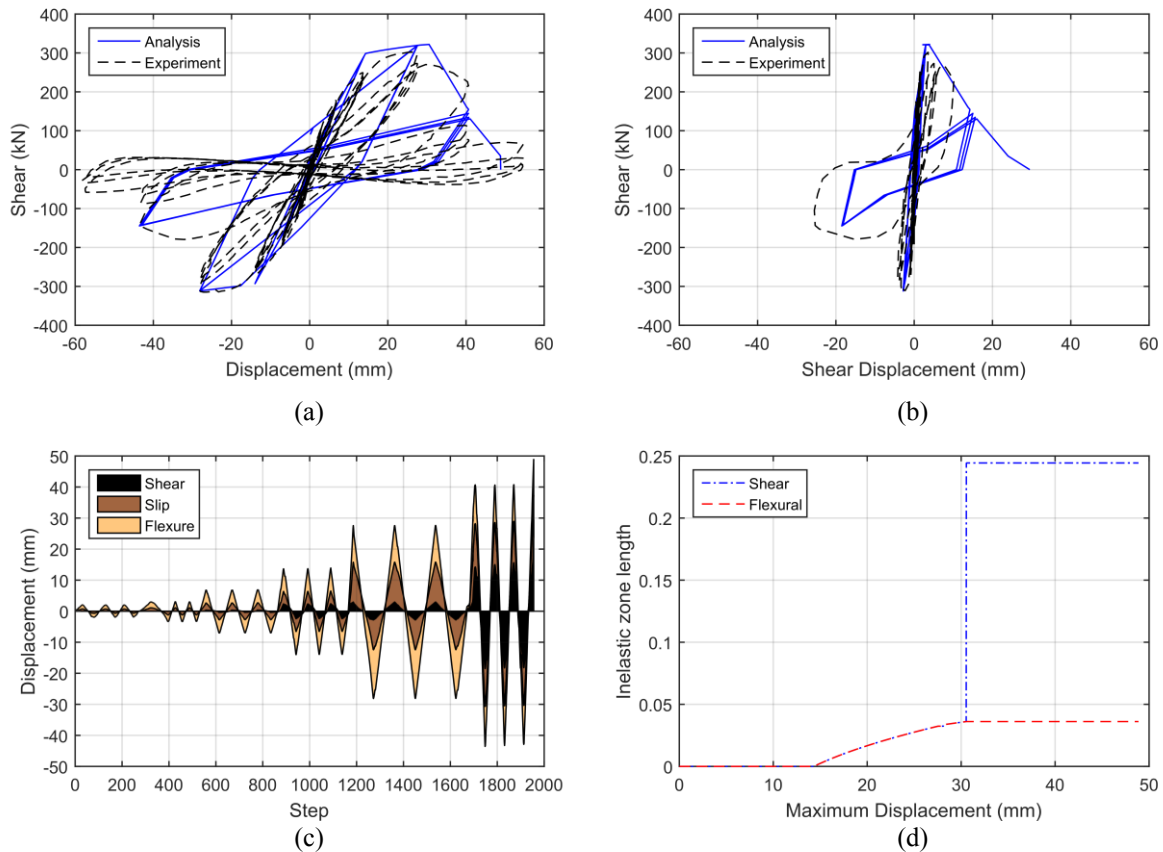 400
300
200
100
0
-100
-200
-300
-400
Shear (kN)
Analysis
Experiment
-60 -40 -20 0 20 40 60
Displacement (mm)
(a)
400
300
200
100
0
-100
-200
-300
-400
Shear (kN)
Analysis
Experiment
-60 -40 -20 0 20 40 60
Shear Displacement (mm)
(b)
50
40
30
20
10
0
-10
-20
-30
-40
-50
Displacement (mm)
Shear
Slip
Flexure
0 200 400 600 800 1000 1200 1400 1600 1800 2000
Step
(c)
0.25
0.2
0.15
0.1
0.05
0
Inelastic zone length
Shear
Flexural
0 10 20 30 40 50
Maximum Displacement (mm)
(d)